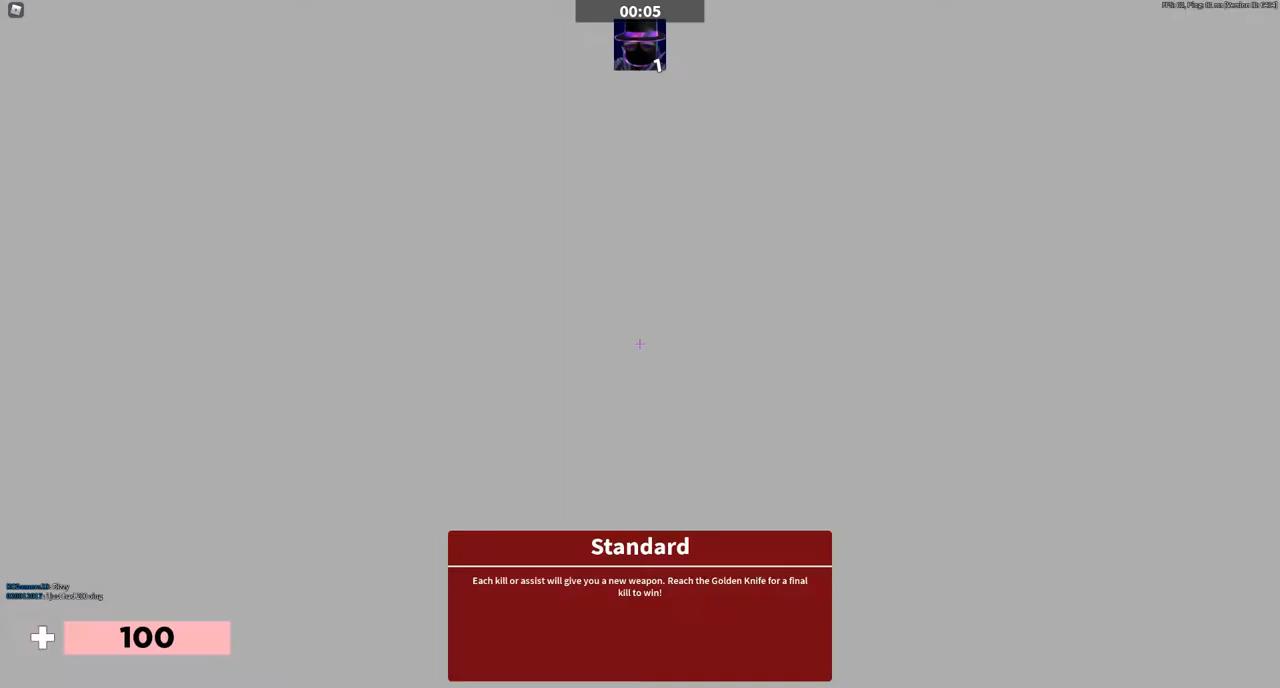 00:05
1
Standard
Each kill or assist will give you a new weapon. Reach the Golden Knife for a final
kill to win!
100